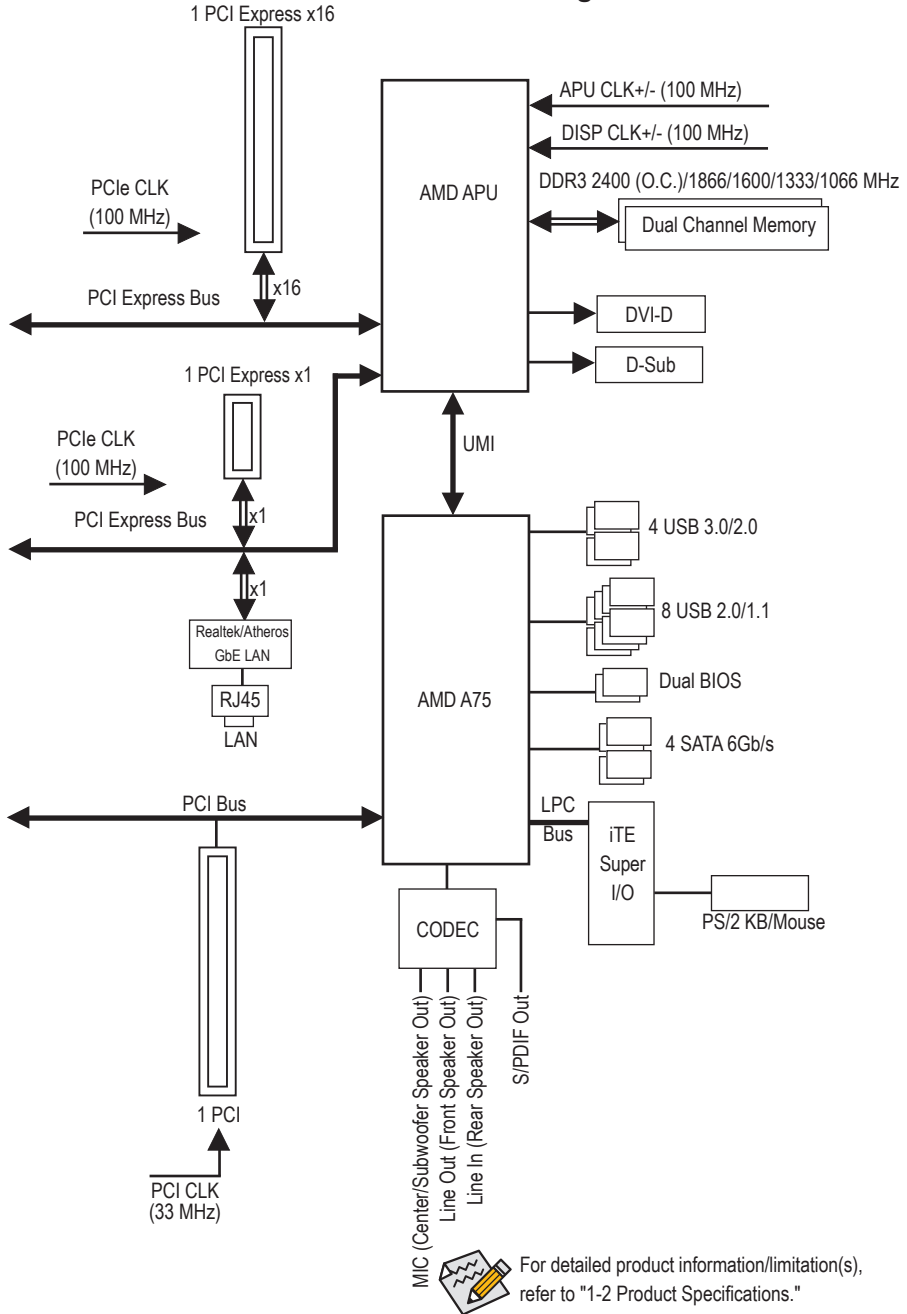 1 PCI Express x16
APU CLK+/- (100 MHz)
DISP CLK+/- (100 MHz)
DDR3 2400 (O.C.)/1866/1600/1333/1066 MHz
Dual Channel Memory
AMD APU
PCIe CLK
(100 MHz)
x16
PCI Express Bus
DVI-D
D-Sub
1 PCI Express x1
UMI
PCIe CLK
(100 MHz)
x1
PCI Express Bus
4 USB 3.0/2.0
x1
8 USB 2.0/1.1
Realtek/Atheros
GbE LAN
RJ45
LAN
AMD A75
Dual BIOS
4 SATA 6Gb/s
PCI Bus
LPC
Bus
iTE
Super
I/O
PS/2 KB/Mouse
CODEC
MIC (Center/Subwoofer Speaker Out)
Line Out (Front Speaker Out)
Line In (Rear Speaker Out)
S/PDIF Out
1 PCI
PCI CLK
(33 MHz)
For detailed product information/limitation(s),
refer to "1-2 Product Specifications."